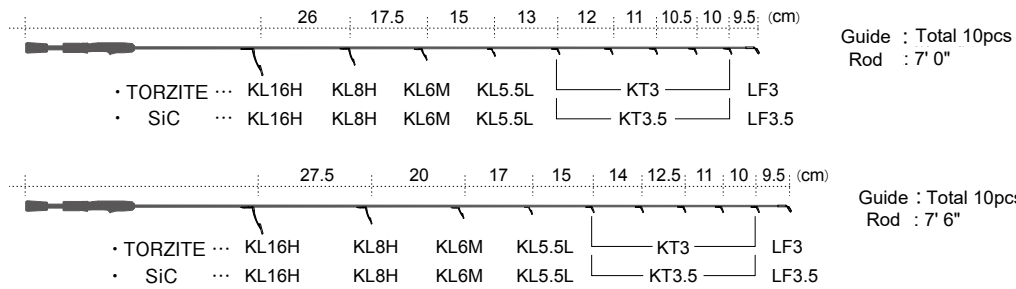 26 17.5 15 13 12 11 10.5 10 9.5 (cm)
Guide : Total 10pcs
Rod : 7' 0"
・TORZITE … KL16H KL8H KL6M KL5.5L KT3 LF3
・ SiC … KL16H KL8H KL6M KL5.5L KT3.5 LF3.5
27.5 20 17 15 14 12.5 11 10 9.5 (cm)
Guide : Total 10pcs
Rod : 7' 6"
・TORZITE … KL16H KL8H KL6M KL5.5L KT3 LF3
・ SiC … KL16H KL8H KL6M KL5.5L KT3.5 LF3.5